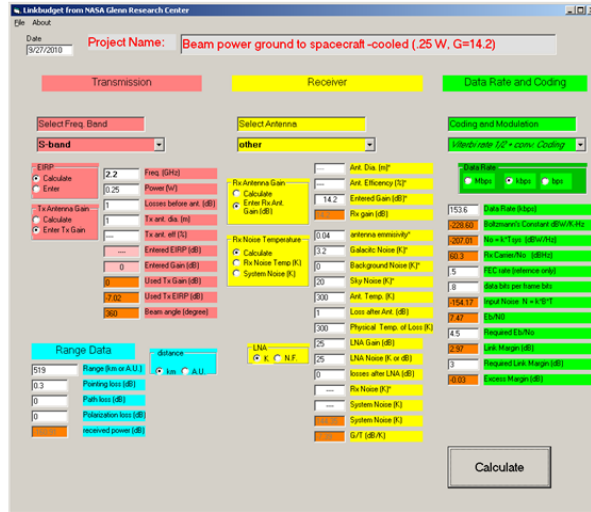 Linkbudget from NASA Glenn Research Center
File About
Date
9/27/2010
Project Name:
Beam power ground to spacecraft -cooled (.25 W, G=14.2)
Transmission
Select Freq. Band
S-band
EIRP
Calculate
Enter
Tx Antenna Gain
Calculate
Enter Tx Gain
2.2 Freq. (GHz)
0.25 Power (W)
1 Losses before ant. (dB)
1 Tx ant. dia. (m)
--- Tx ant. eff (%)
--- Entered EIRP (dB)
0 Entered Gain (dB)
0 Used Tx Gain (dB)
-7.02 Used Tx EIRP (dB)
360 Beam angle (degree)
Range Data
distance
km A.U.
519 Range (km or A.U.)
0.3 Pointing loss (dB)
0 Path loss (dB)
0 Polarization loss (dB)
received power (dB)
Receiver
Select Antenna
other
Rx Antenna Gain
Calculate
Enter Rx Ant.
Gain (dB)
Rx Noise Temperature
Calculate
Rx Noise Temp (K)
System Noise (K)
LNA
K N.F.
--- Ant. Dia. (m)*
--- Ant. Efficency (%)*
14.2 Entered Gain (dB)*
14.2 Rx gain (dB)
0.04 antenna emmisivity*
3.2 Galacitc Noise (K)*
0 Background Noise (K)*
20 Sky Noise (K)*
300 Ant. Temp. (K)
1 Loss after Ant. (dB)
300 Physical Temp. of Loss (K)
25 LNA Gain (dB)
25 LNA Noise (K or dB)
0 losses after LNA (dB)
--- Rx Noise (K)*
--- System Noise (K)
System Noise (K)
G/T (dB/K)
Data Rate and Coding
Coding and Modulation
Viterbi rate 1/2 + conv. Coding
Data Rate
Mbps kbps bps
153.6 Data Rate (kbps)
-228.60 Boltzmann's Constant dBW/K-Hz
-207.01 No = k*Tsys (dBW/Hz)
60.3 Rx Carrier/No (dBHz)
.5 FEC rate (refernce only)
.8 data bits per frame bits
-154.17 Input Noise N = k*B*T
7.47 Eb/N0
4.5 Required Eb/No
2.97 Link Margin (dB)
3 Required Link Margin (dB)
-0.03 Excess Margin (dB)
Calculate